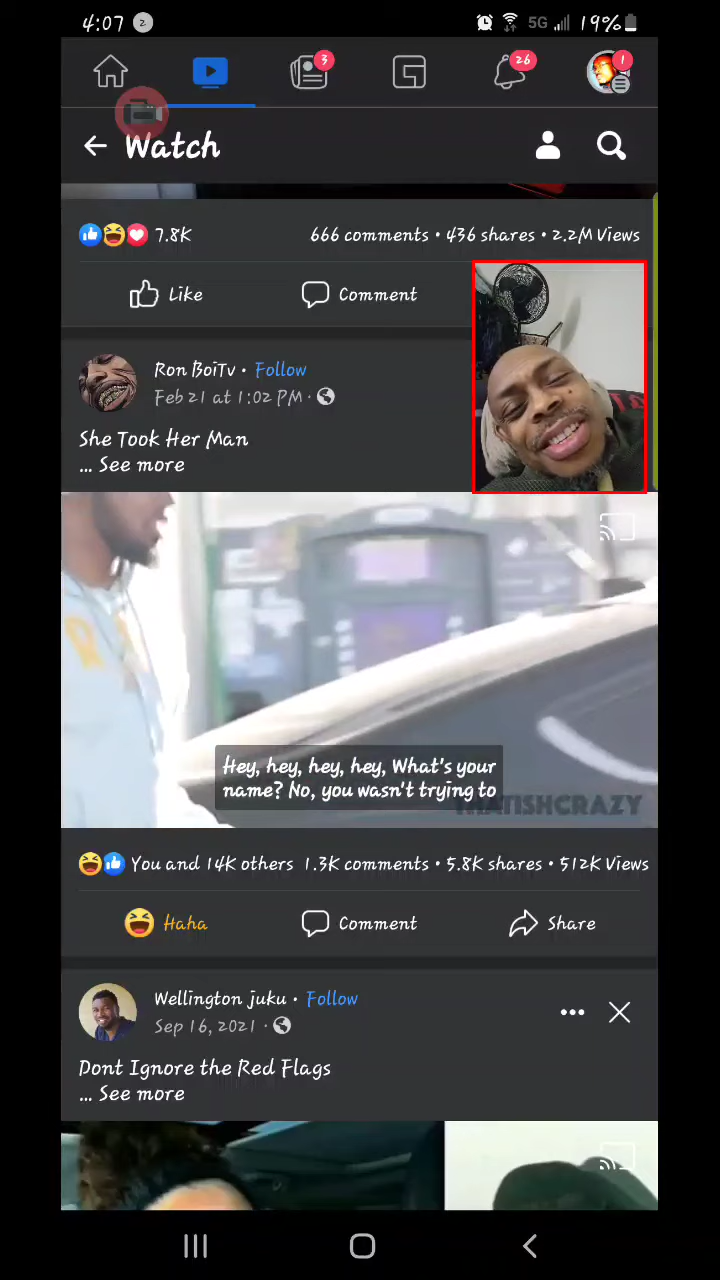 4:07 2 5G 19%
3 26 1
Watch
7.8K 666 comments • 436 shares • 2.2M Views
Like Comment
Ron BoiTv • Follow
Feb 21 at 1:02 PM ·
She Took Her Man
... See more
Hey, hey, hey, hey, What's your
name? No, you wasn't trying to
THATISHCRAZY
You and 14K others 1.3K comments • 5.8K shares • 512K Views
Haha Comment Share
Wellington juku • Follow
Sep 16, 2021 ·
Dont Ignore the Red Flags
... See more